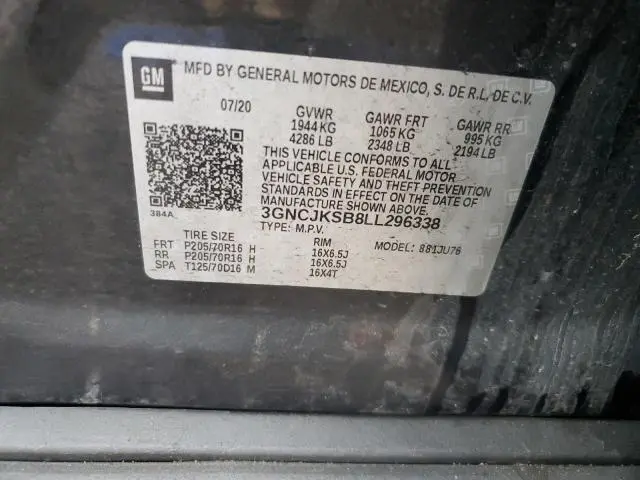 GM
MFD BY GENERAL MOTORS DE MEXICO, S. DE R.L. DE C.V.
07/20 GVWR GAWR FRT GAWR RR
1944 KG 1065 KG 995 KG
4286 LB 2348 LB 2194 LB
THIS VEHICLE CONFORMS TO ALL
APPLICABLE U.S. FEDERAL MOTOR
VEHICLE SAFETY AND THEFT PREVENTION
STANDARDS IN EFFECT ON THE DATE OF
MANUFACTURE SHOWN ABOVE.
384A 3GNCJKSB8LL296338
TYPE: M.P.V.
TIRE SIZE RIM MODEL:
FRT P205/70R16 H 16X6.5J
RR P205/70R16 H 16X6.5J
SPA T125/70D16 M 16X4T